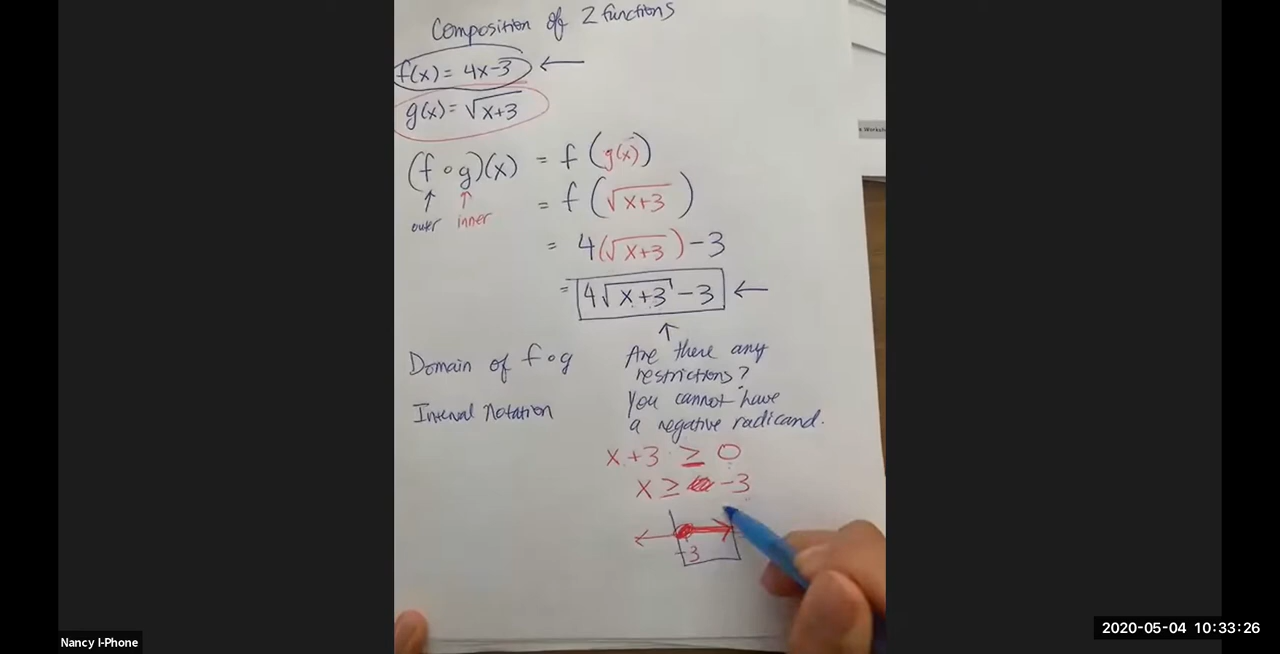 Composition of 2 functions
f(x) = 4x-3 ←
g(x) = √x+3
(f∘g)(x) = f(g(x))
↑ ↑
outer inner
= f(√x+3)
= 4(√x+3)-3
= 4√x+3 -3 ←
↑
Domain of f∘g
Interval Notation
Are there any
restrictions?
You cannot have
a negative radicand.
x+3 ≥ 0
x ≥ -3
-3
Nancy I-Phone
2020-05-04 10:33:26